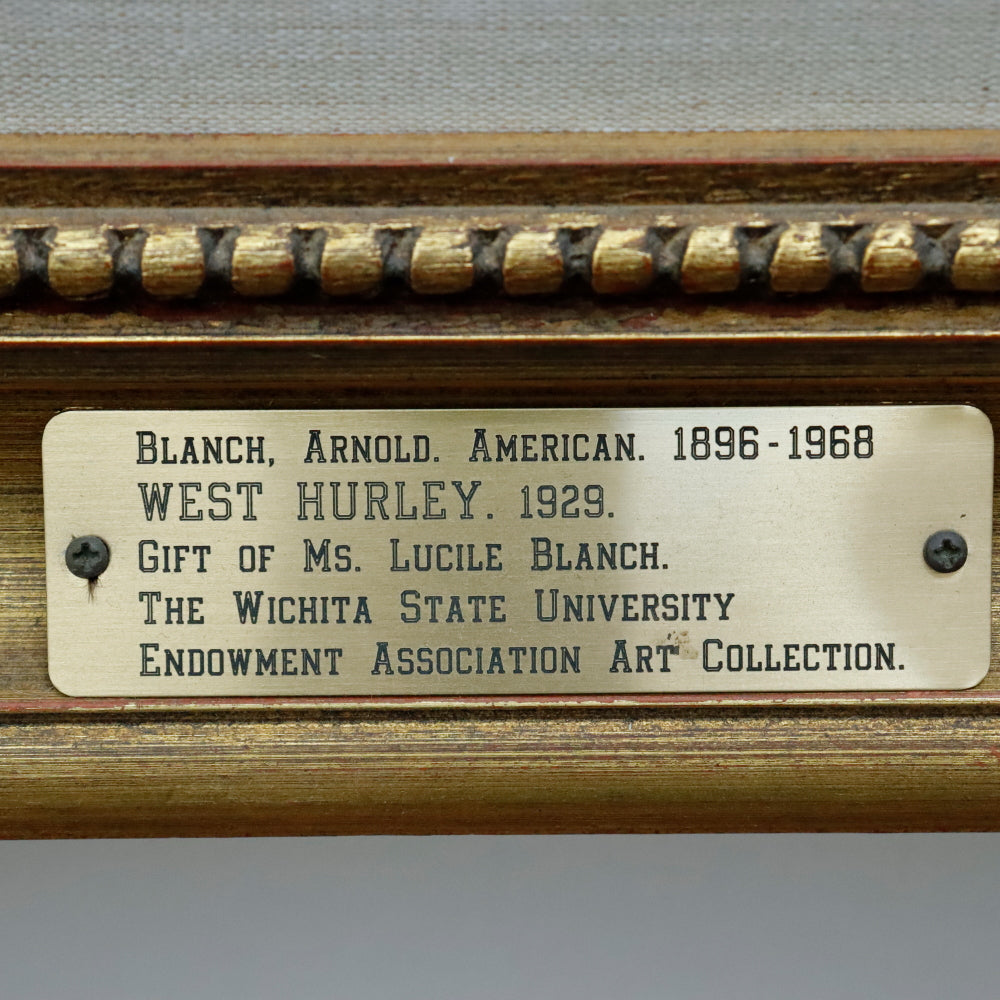 Blanch, Arnold. American. 1896-1968
WEST HURLEY. 1929.
Gift of Ms. Lucile Blanch.
The Wichita State University
Endowment Association Art Collection.